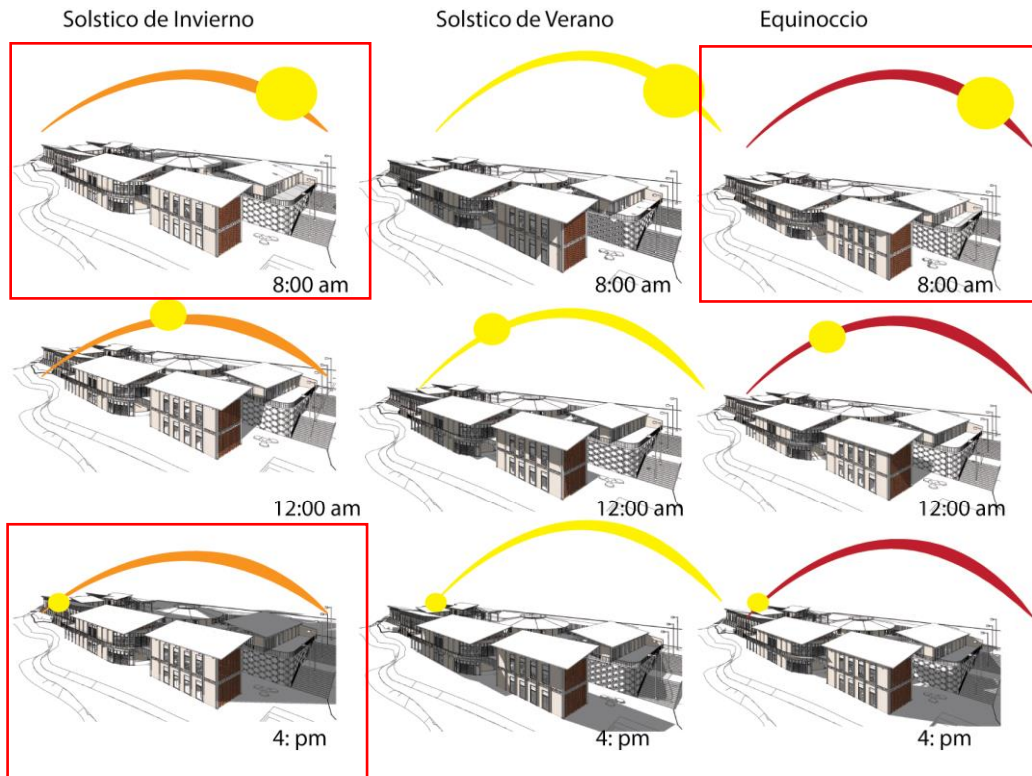 Solstico de Invierno
Solstico de Verano
Equinoccio
8:00 am
8:00 am
8:00 am
12:00 am
12:00 am
12:00 am
4: pm
4: pm
4: pm